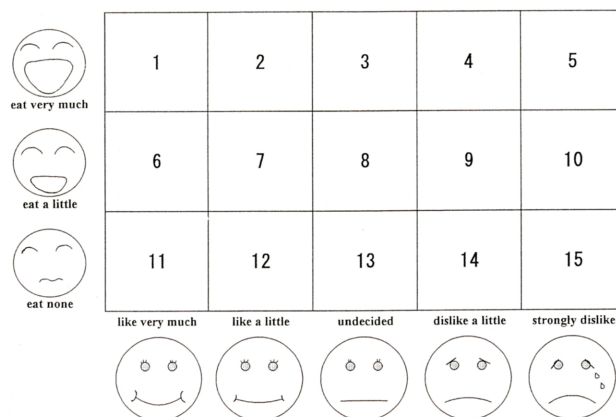 1 2 3 4 5
eat very much
6 7 8 9 10
eat a little
11 12 13 14 15
eat none
like very much like a little undecided dislike a little strongly dislike